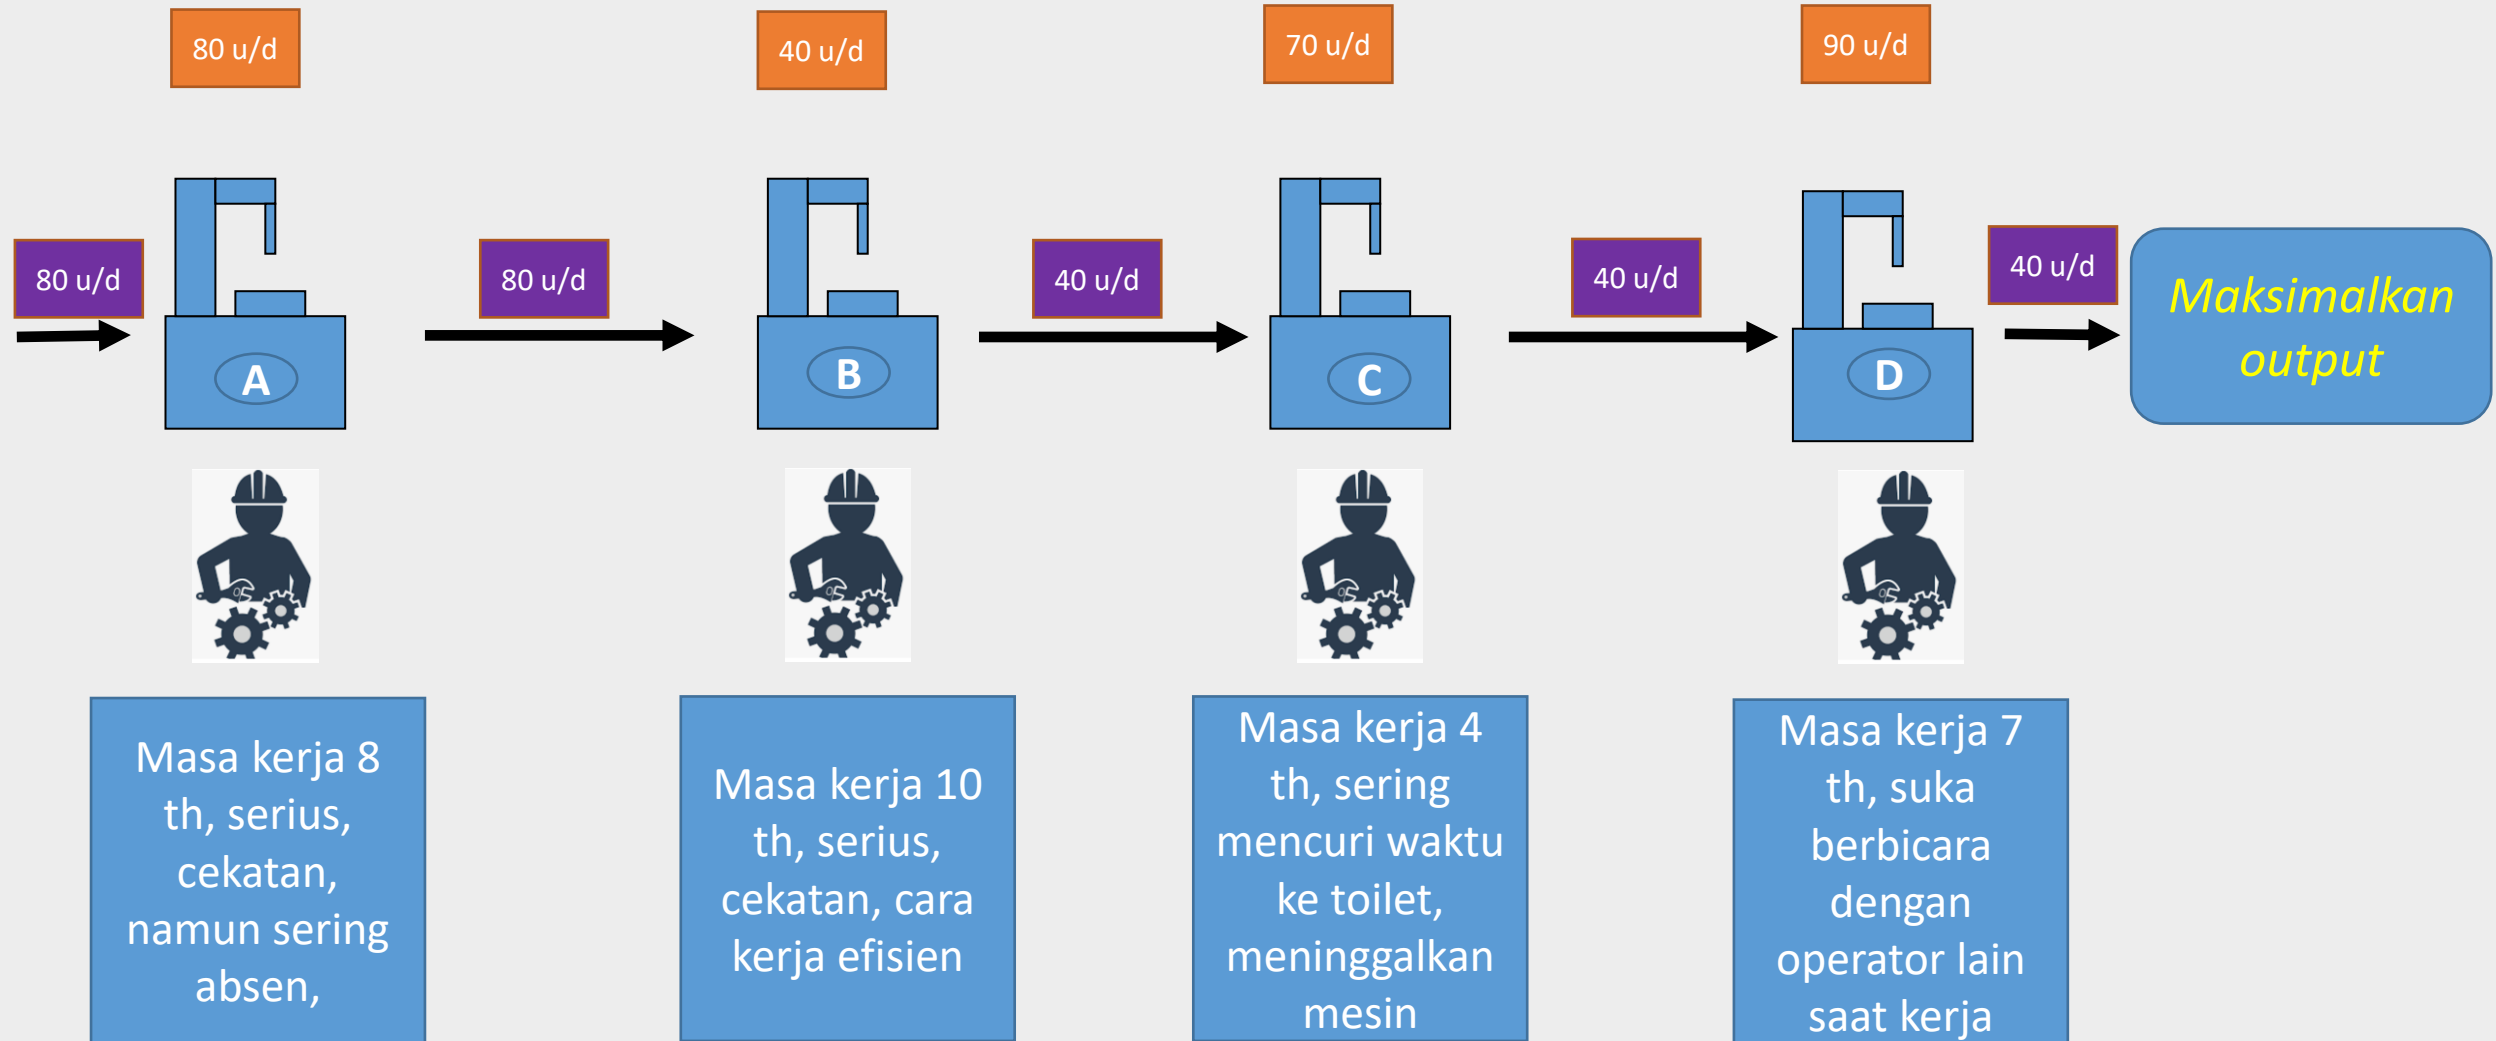 80 u/d
40 u/d
70 u/d
90 u/d
80 u/d
80 u/d
40 u/d
40 u/d
40 u/d
Maksimalkan
output
A
B
C
D
Masa kerja 8
th, serius,
cekatan,
namun sering
absen,
Masa kerja 10
th, serius,
cekatan, cara
kerja efisien
Masa kerja 4
th, sering
mencuri waktu
ke toilet,
meninggalkan
mesin
Masa kerja 7
th, suka
berbicara
dengan
operator lain
saat kerja